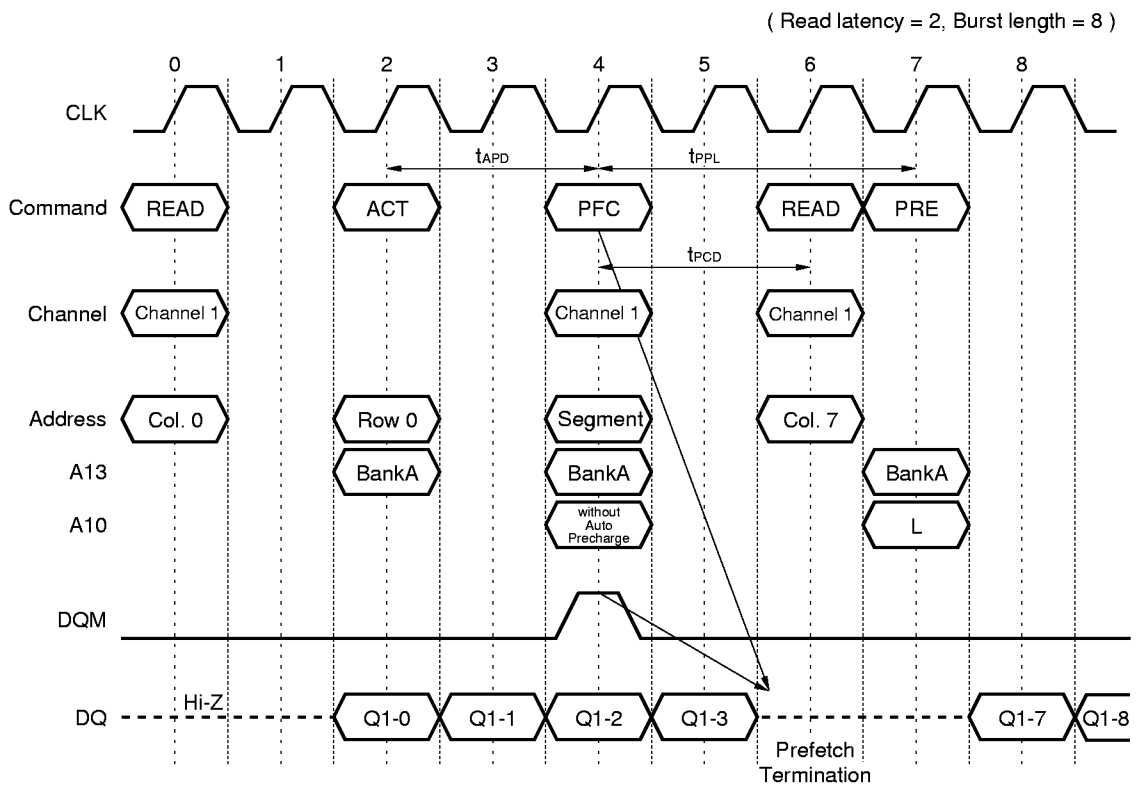 ( Read latency = 2, Burst length = 8 )
0 1 2 3 4 5 6 7 8
CLK
tAPD tPPL
Command READ ACT PFC READ PRE
tPCD
Channel Channel 1 Channel 1 Channel 1
Address Col. 0 Row 0 Segment Col. 7
A13 BankA BankA BankA
A10 without Auto Precharge L
DQM
Hi-Z
DQ Q1-0 Q1-1 Q1-2 Q1-3 Q1-7 Q1-8
Prefetch
Termination